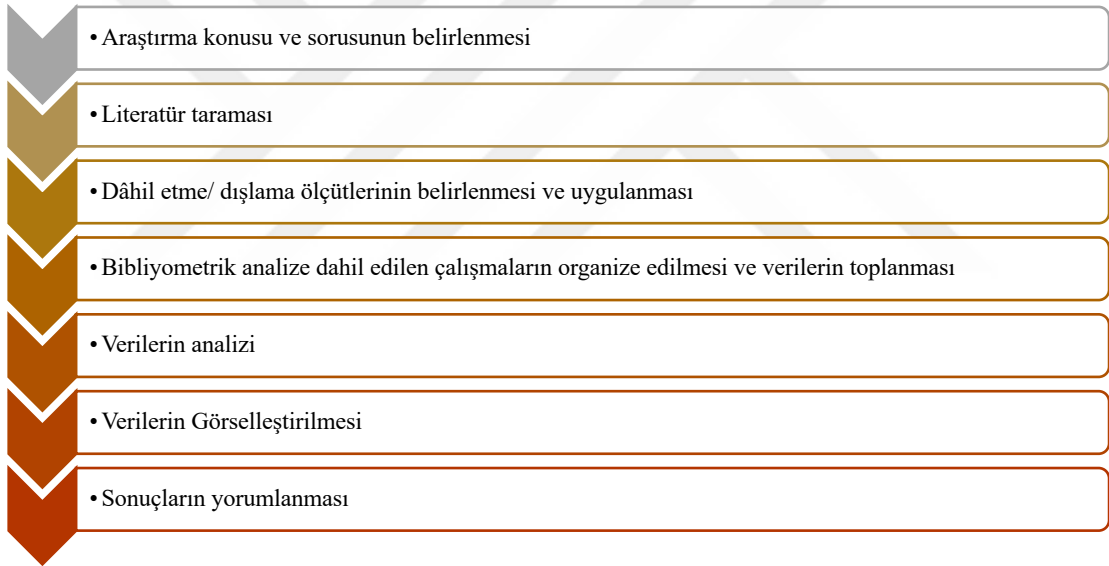 • Araştırma konusu ve sorusunun belirlenmesi
• Literatür taraması
• Dâhil etme/ dışlama ölçütlerinin belirlenmesi ve uygulanması
• Bibliyometrik analize dahil edilen çalışmaların organize edilmesi ve verilerin toplanması
• Verilerin analizi
• Verilerin Görselleştirilmesi
• Sonuçların yorumlanması